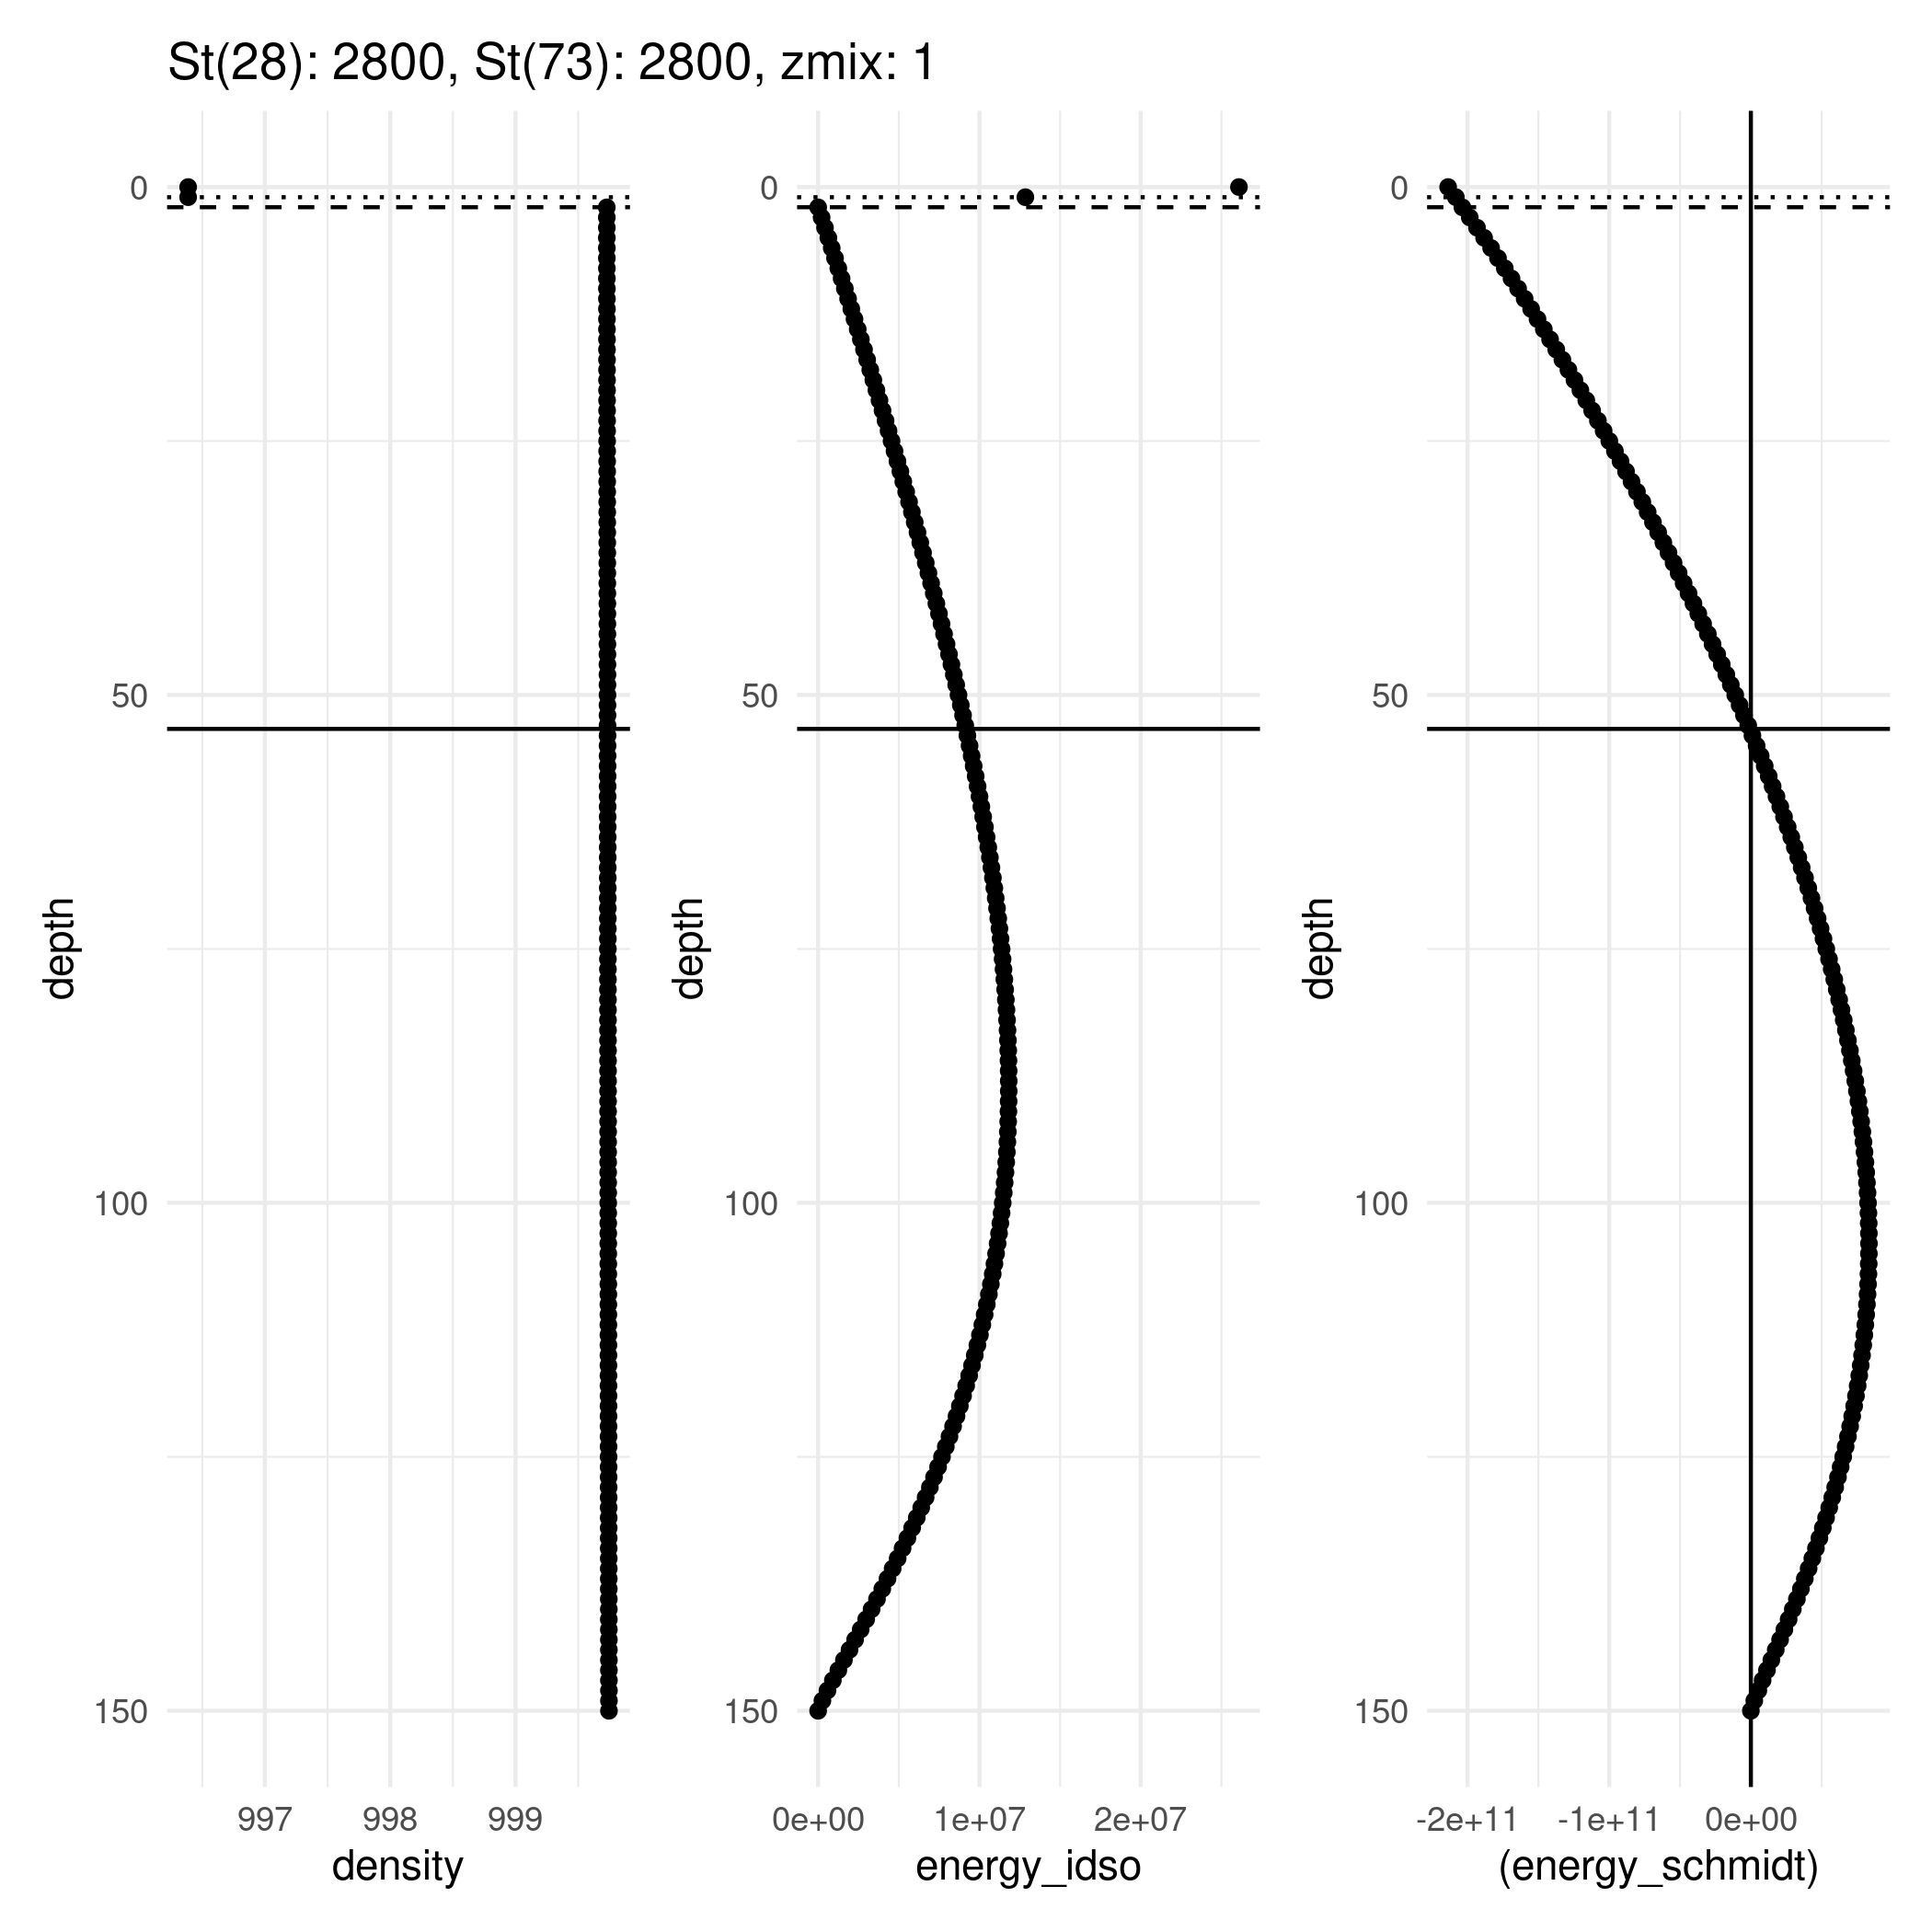 St(28): 2800, St(73): 2800, zmix: 1
depth
0
50
100
150
997
998
999
density
depth
0
50
100
150
0e+00
1e+07
2e+07
energy_idso
depth
0
50
100
150
-2e+11
-1e+11
0e+00
(energy_schmidt)